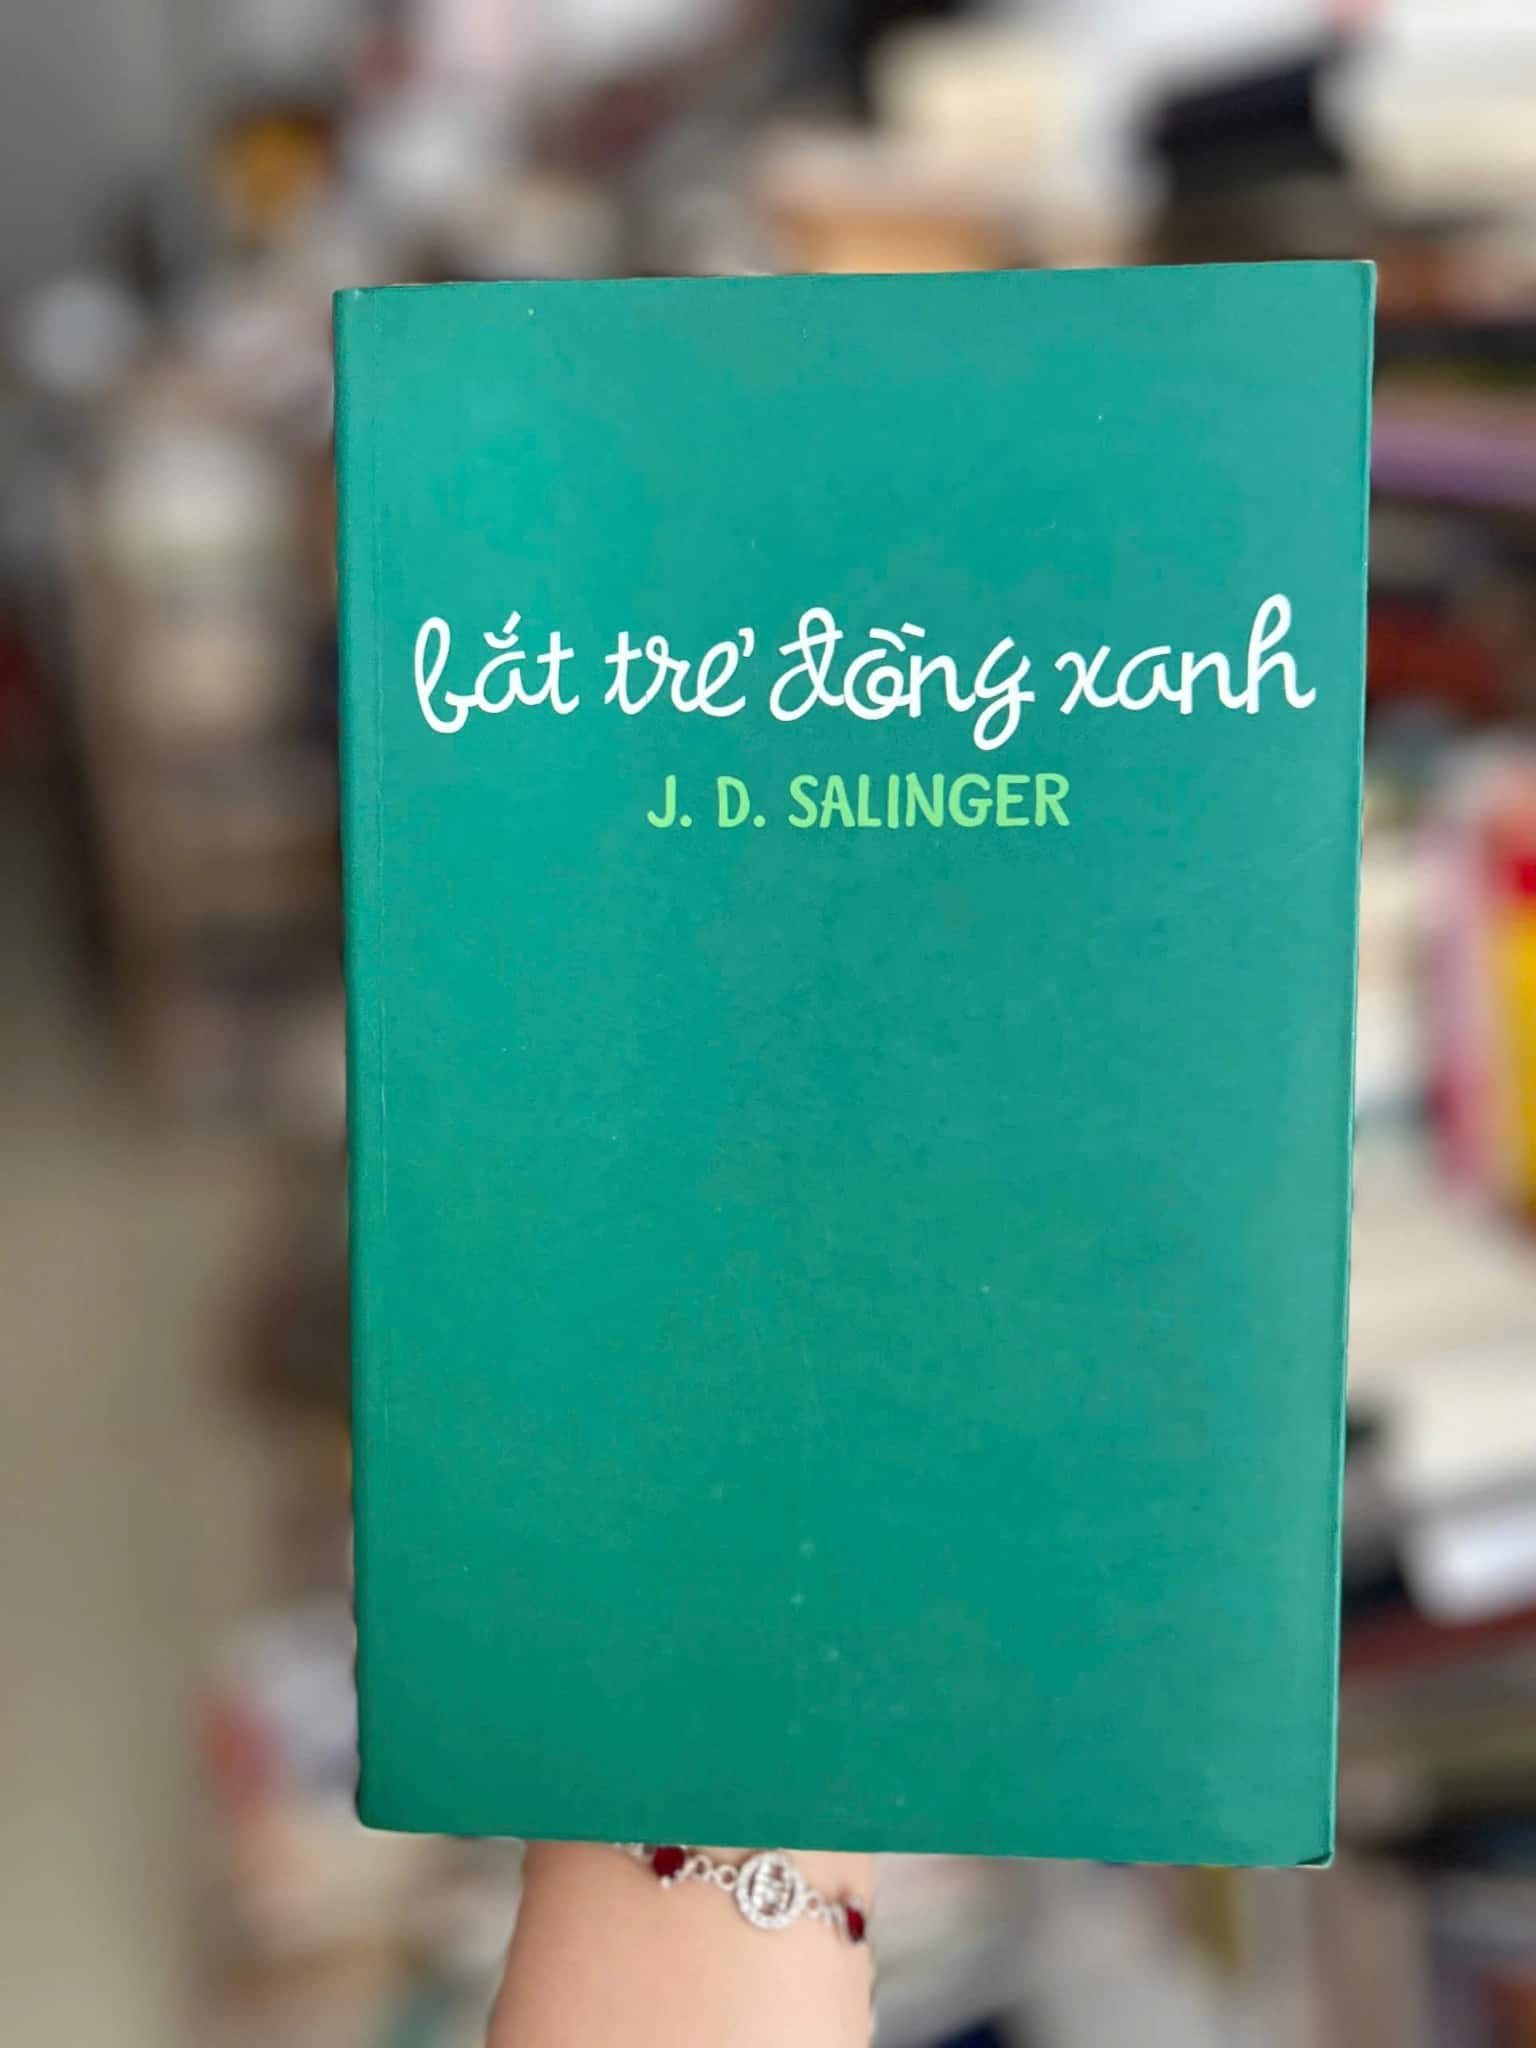 bắt trẻ đồng xanh
J. D. SALINGER